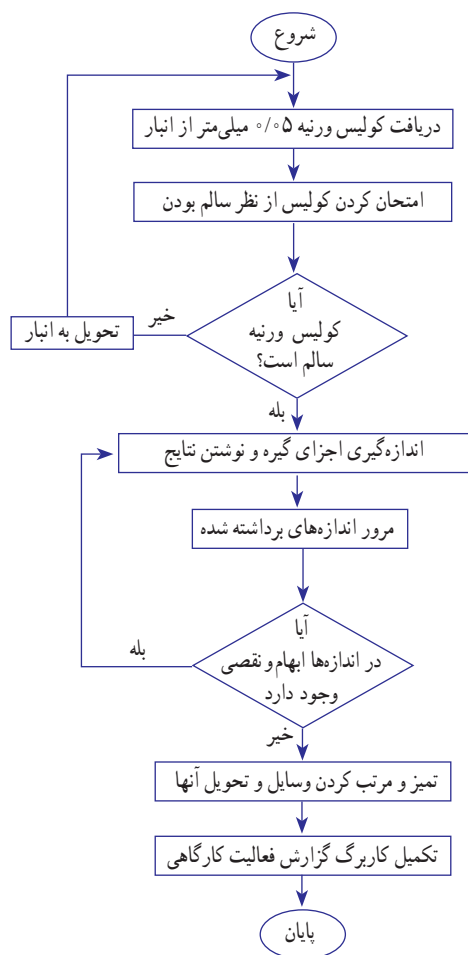 شروع
دریافت کولیس ورنیه ۰/۰۵ میلی‌متر از انبار
امتحان کردن کولیس از نظر سالم بودن
آیا
کولیس ورنیه
سالم است؟
خیر
تحویل به انبار
بله
اندازه‌گیری اجزای گیره و نوشتن نتایج
مرور اندازه‌های برداشته شده
آیا
در اندازه‌ها ابهام و نقصی
وجود دارد
بله
خیر
تمیز و مرتب کردن وسایل و تحویل آنها
تکمیل کاربرگ گزارش فعالیت کارگاهی
پایان